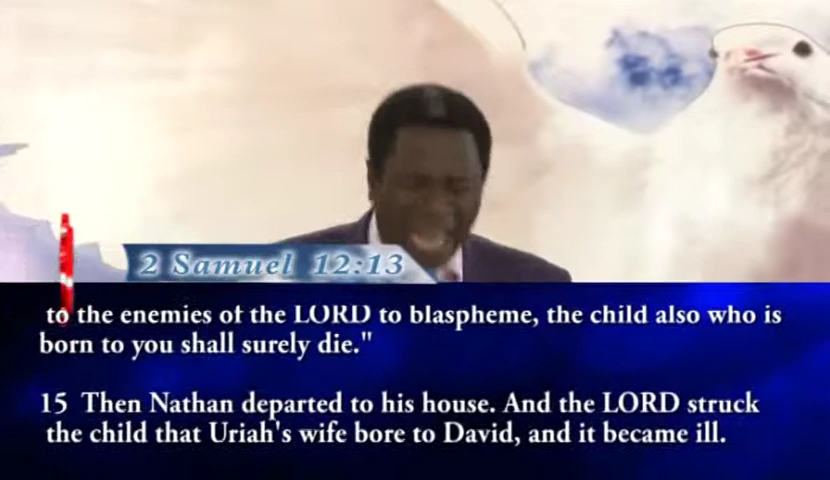 2 Samuel 12:13
to the enemies of the LORD to blaspheme, the child also who is
born to you shall surely die."
15 Then Nathan departed to his house. And the LORD struck
the child that Uriah's wife bore to David, and it became ill.